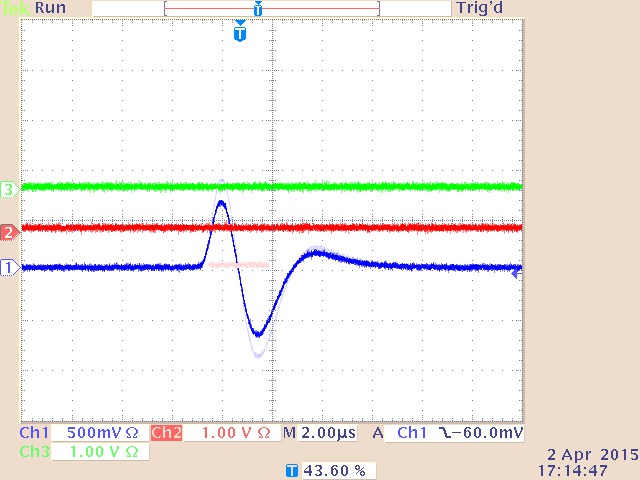 Tek Run Trig'd
T
T
3
2
1
Ch1 500mV Ω Ch2 1.00 V Ω M 2.00µs A Ch1 ⍀ -60.0mV
Ch3 1.00 V Ω
T 43.60 %
2 Apr 2015
17:14:47